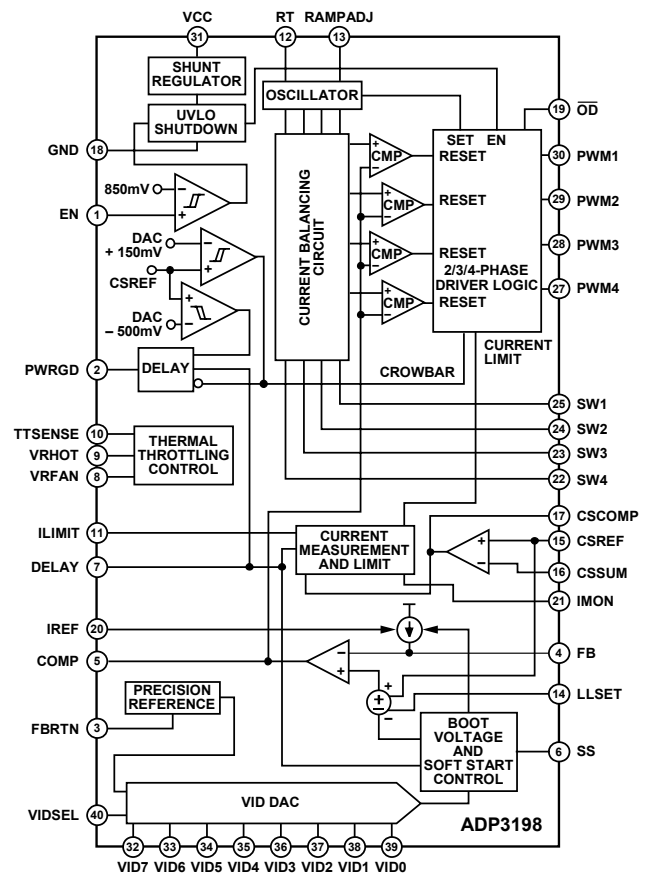 VCC
31
RT
12
RAMPADJ
13
SHUNT
REGULATOR
OSCILLATOR
UVLO
SHUTDOWN
GND
18
19
OD
SET EN
850mV
EN
1
CMP
RESET
30
PWM1
CMP
RESET
29
PWM2
DAC
+ 150mV
CSREF
CMP
RESET
28
PWM3
2/3/4-PHASE
DRIVER LOGIC
CMP
RESET
27
PWM4
CURRENT BALANCING
CIRCUIT
DAC
– 500mV
CURRENT
LIMIT
PWRGD
2
DELAY
CROWBAR
25
SW1
24
SW2
23
SW3
22
SW4
TTSENSE
10
VRHOT
9
VRFAN
8
THERMAL
THROTTLING
CONTROL
17
CSCOMP
ILIMIT
11
CURRENT
MEASUREMENT
AND LIMIT
15
CSREF
DELAY
7
16
CSSUM
21
IMON
IREF
20
COMP
5
4
FB
14
LLSET
PRECISION
REFERENCE
FBRTN
3
BOOT
VOLTAGE
AND
SOFT START
CONTROL
6
SS
VID DAC
VIDSEL
40
ADP3198
32
33
34
35
36
37
38
39
VID7 VID6 VID5 VID4 VID3 VID2 VID1 VID0